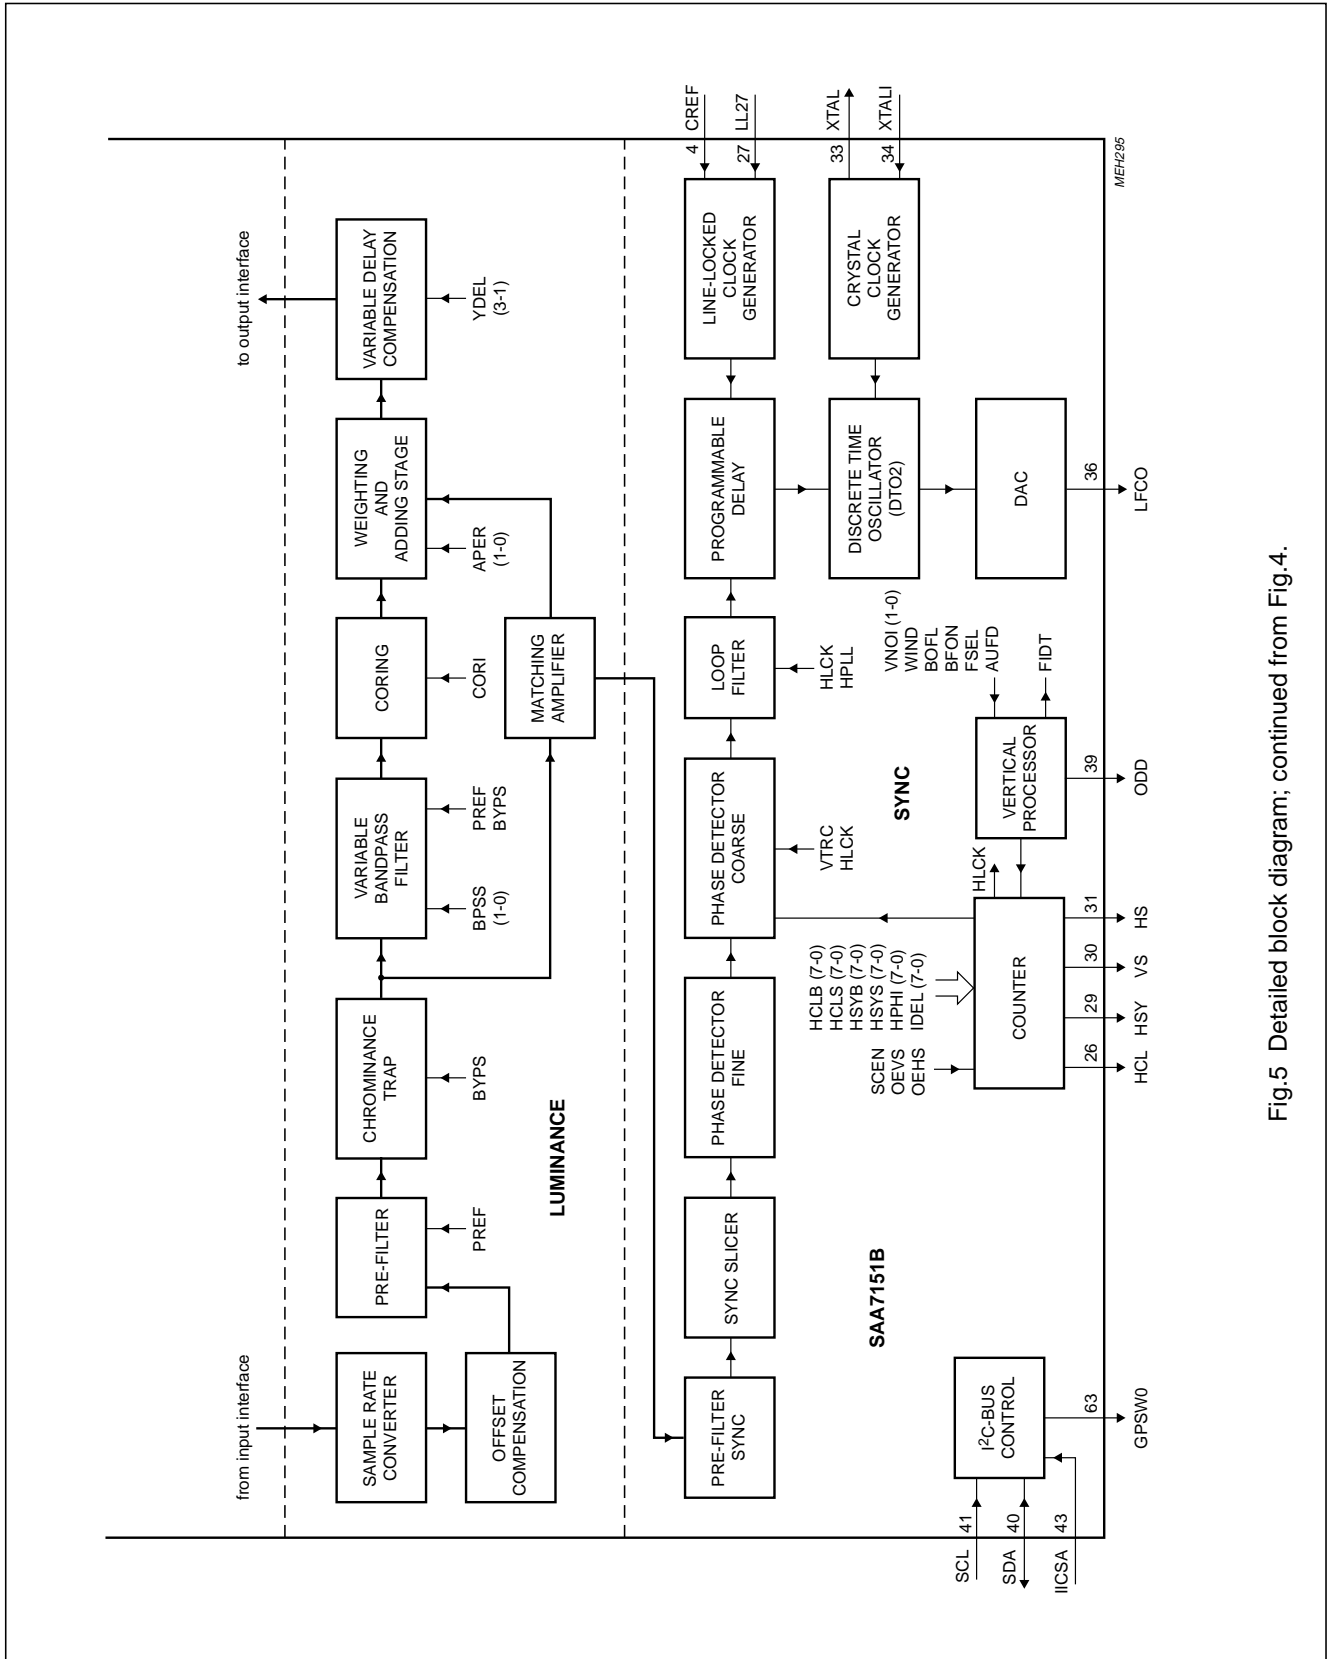 from input interface
to output interface
SAMPLE RATE
CONVERTER
OFFSET
COMPENSATION
PRE-FILTER
PREF
CHROMINANCE
TRAP
BYPS
VARIABLE
BANDPASS
FILTER
BPSS
(1-0)
PREF
BYPS
CORING
CORI
MATCHING
AMPLIFIER
WEIGHTING
AND
ADDING STAGE
APER
(1-0)
VARIABLE DELAY
COMPENSATION
YDEL
(3-1)
LUMINANCE
PRE-FILTER
SYNC
SYNC SLICER
PHASE DETECTOR
FINE
PHASE DETECTOR
COARSE
VTRC
HLCK
LOOP
FILTER
HLCK
HPLL
PROGRAMMABLE
DELAY
LINE-LOCKED
CLOCK
GENERATOR
4
CREF
27
LL27
CRYSTAL
CLOCK
GENERATOR
33
XTAL
34
XTALI
DISCRETE TIME
OSCILLATOR
(DTO2)
DAC
36
LFCO
SAA7151B
SYNC
VNOI (1-0)
WIND
BOFL
BFON
FSEL
AUFD
FIDT
VERTICAL
PROCESSOR
39
ODD
HLCK
HCLB (7-0)
HCLS (7-0)
HSYB (7-0)
HSYS (7-0)
HPHI (7-0)
IDEL (7-0)
SCEN
OEVS
OEHS
COUNTER
26
HCL
29
HSY
30
VS
31
HS
I²C-BUS
CONTROL
SCL
41
SDA
40
IICSA
43
63
GPSW0
MEH295
Fig.5 Detailed block diagram; continued from Fig.4.